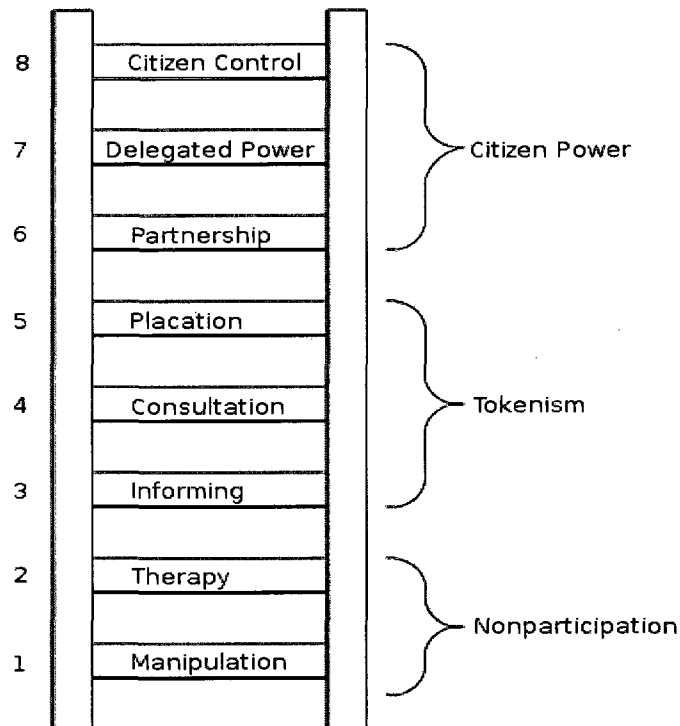 8 Citizen Control
7 Delegated Power Citizen Power
6 Partnership
5 Placation
4 Consultation Tokenism
3 Informing
2 Therapy
Nonparticipation
1 Manipulation